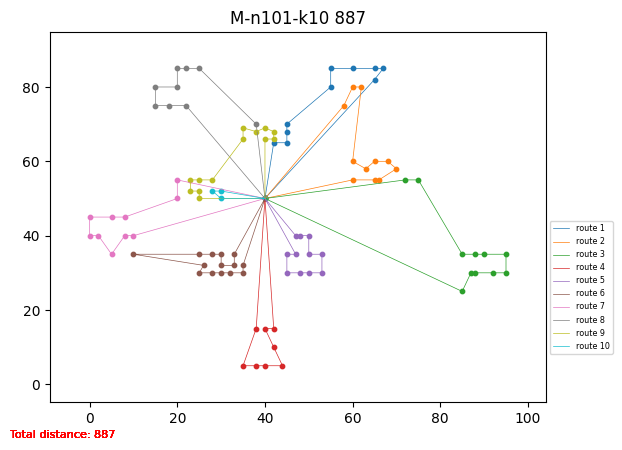 M-n101-k10 887
80
60
40
20
0
0 20 40 60 80 100
route 1
route 2
route 3
route 4
route 5
route 6
route 7
route 8
route 9
route 10
Total distance: 887